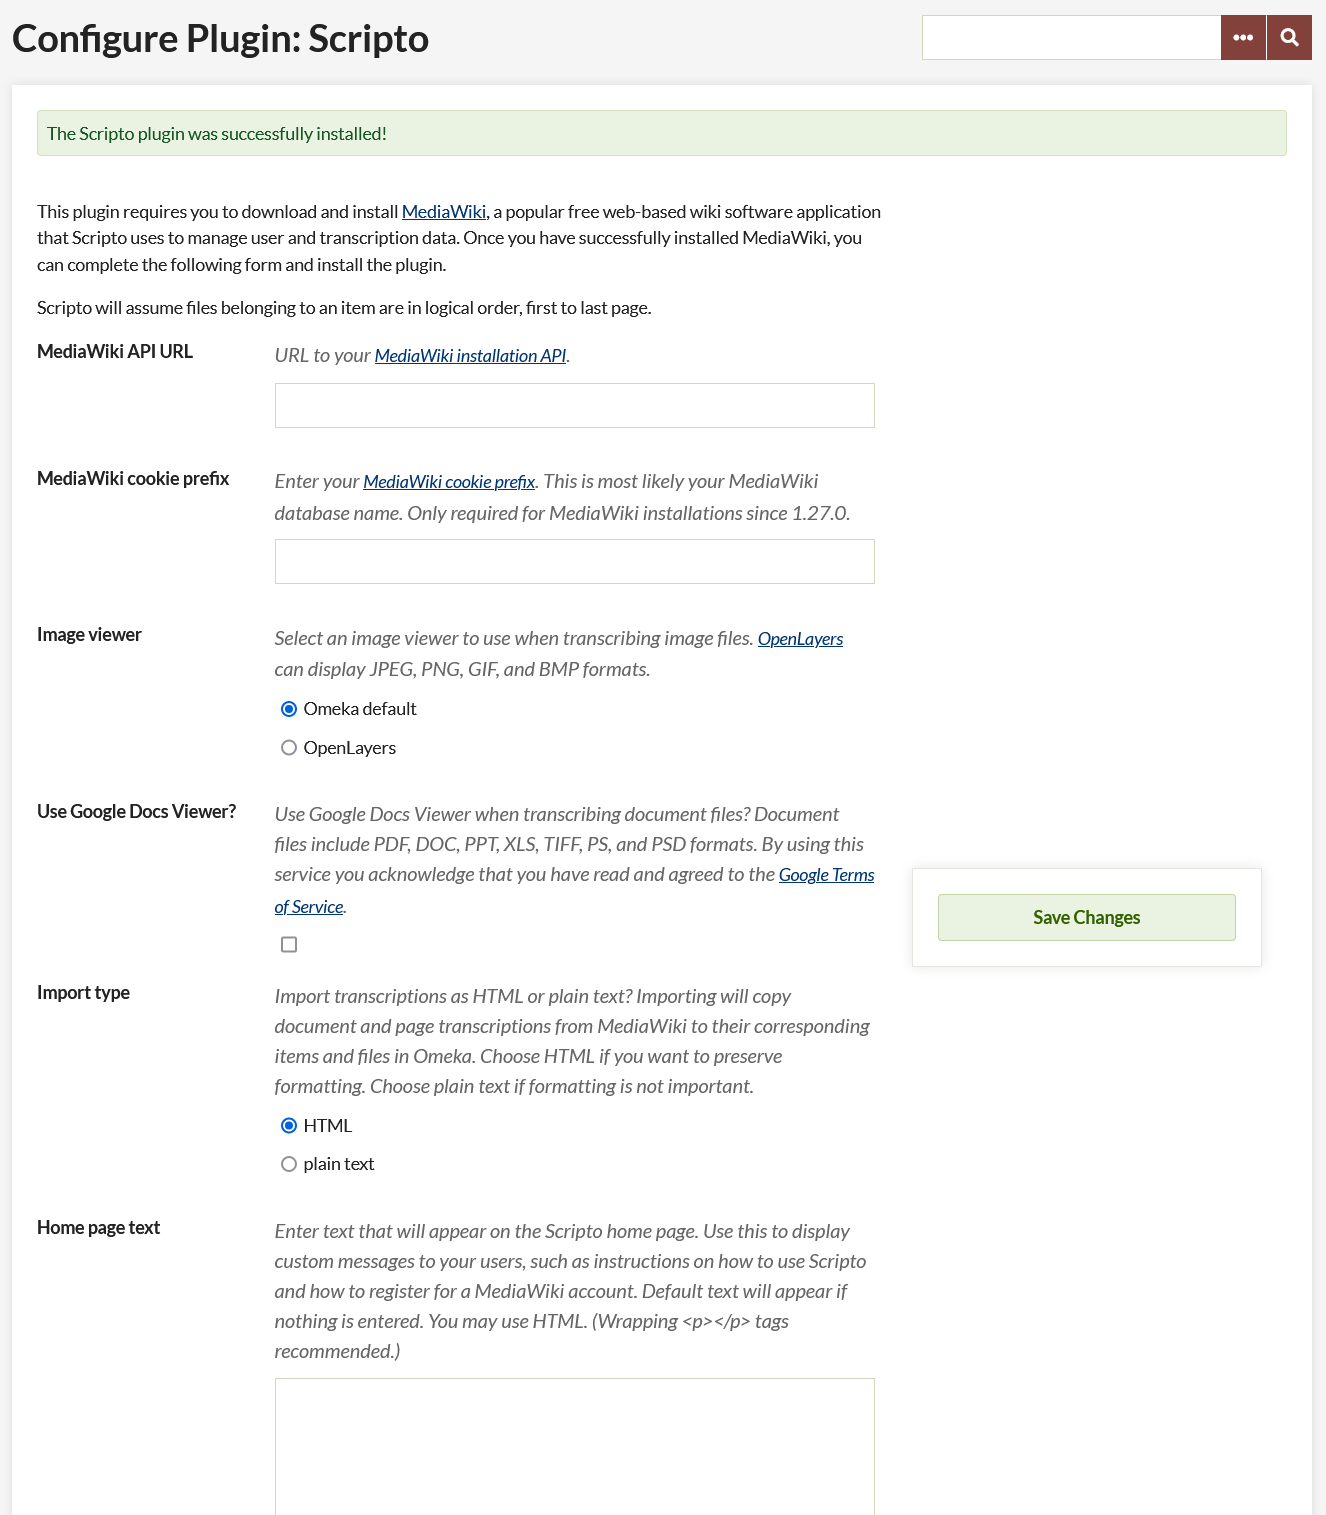 Configure Plugin: Scripto
The Scripto plugin was successfully installed!
This plugin requires you to download and install MediaWiki, a popular free web-based wiki software application
that Scripto uses to manage user and transcription data. Once you have successfully installed MediaWiki, you
can complete the following form and install the plugin.
Scripto will assume files belonging to an item are in logical order, first to last page.
MediaWiki API URL
URL to your MediaWiki installation API.
MediaWiki cookie prefix
Enter your MediaWiki cookie prefix. This is most likely your MediaWiki
database name. Only required for MediaWiki installations since 1.27.0.
Image viewer
Select an image viewer to use when transcribing image files. OpenLayers
can display JPEG, PNG, GIF, and BMP formats.
Omeka default
OpenLayers
Use Google Docs Viewer?
Use Google Docs Viewer when transcribing document files? Document
files include PDF, DOC, PPT, XLS, TIFF, PS, and PSD formats. By using this
service you acknowledge that you have read and agreed to the Google Terms
of Service.
Save Changes
Import type
Import transcriptions as HTML or plain text? Importing will copy
document and page transcriptions from MediaWiki to their corresponding
items and files in Omeka. Choose HTML if you want to preserve
formatting. Choose plain text if formatting is not important.
HTML
plain text
Home page text
Enter text that will appear on the Scripto home page. Use this to display
custom messages to your users, such as instructions on how to use Scripto
and how to register for a MediaWiki account. Default text will appear if
nothing is entered. You may use HTML. (Wrapping <p></p> tags
recommended.)